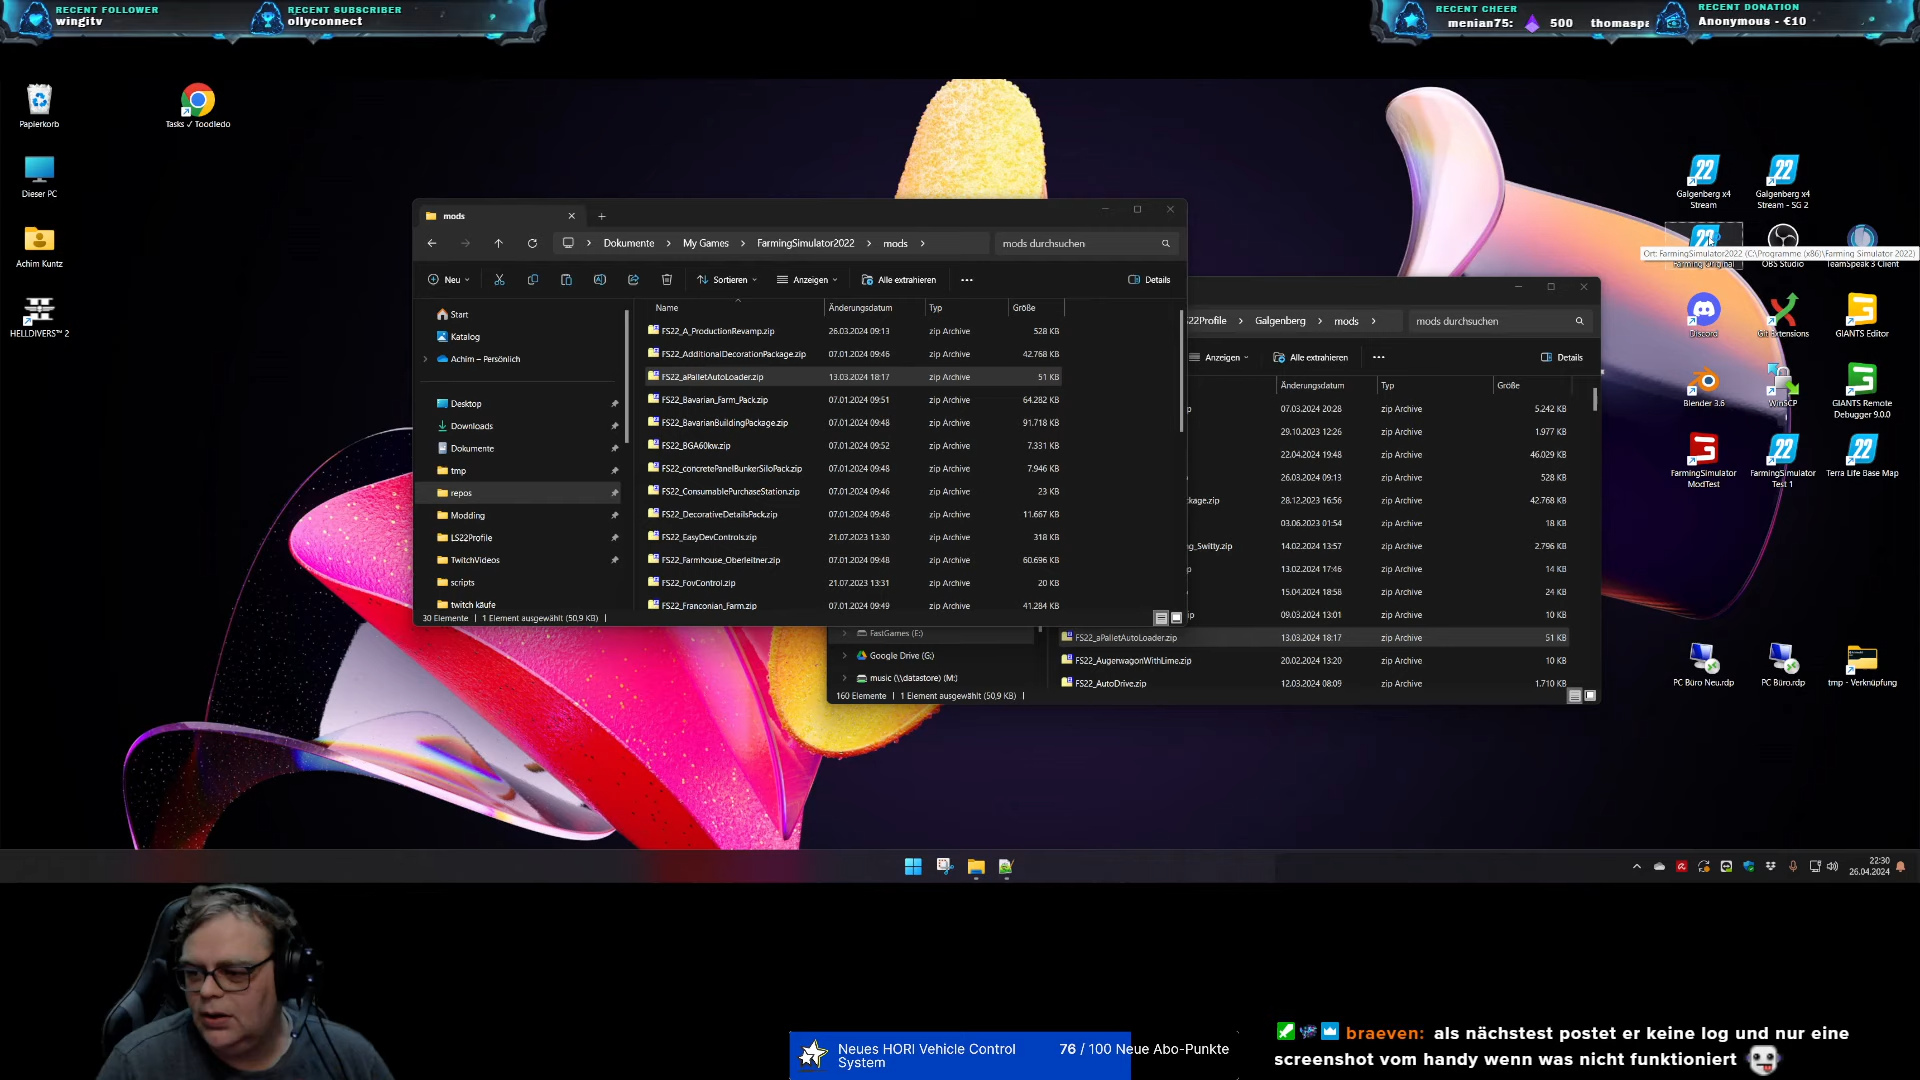 RECENT FOLLOWER
wingitv
RECENT SUBSCRIBER
ollyconnect
RECENT CHEER
menian75: 500 thomaspa
RECENT DONATION
Anonymous - €10
Papierkorb
Tasks ✓ Toodledo
Dieser PC
Achim Kuntz
HELLDIVERS™ 2
Galgenberg x4 Stream
Galgenberg x4 Stream - SG 2
Farming Original
OBS Studio
TeamSpeak 3 Client
Ort: FarmingSimulator2022 (C:\Programme (x86)\Farming Simulator 2022)
Discord
Git Extensions
GIANTS Editor
Blender 3.6
WinSCP
GIANTS Remote Debugger 9.0.0
FarmingSimulator ModTest
FarmingSimulator Test 1
Terra Life Base Map
PC Büro Neu.rdp
PC Büro.rdp
tmp - Verknüpfung
mods
Dokumente
My Games
FarmingSimulator2022
mods
mods durchsuchen
Neu
Sortieren
Anzeigen
Alle extrahieren
Details
Start
Katalog
Achim – Persönlich
Desktop
Downloads
Dokumente
tmp
repos
Modding
LS22Profile
TwitchVideos
scripts
twitch käufe
Name Änderungsdatum Typ Größe
FS22_A_ProductionRevamp.zip 26.03.2024 09:13 zip Archive 528 KB
FS22_AdditionalDecorationPackage.zip 07.01.2024 09:46 zip Archive 42.768 KB
FS22_aPalletAutoLoader.zip 13.03.2024 18:17 zip Archive 51 KB
FS22_Bavarian_Farm_Pack.zip 07.01.2024 09:51 zip Archive 64.282 KB
FS22_BavarianBuildingPackage.zip 07.01.2024 09:48 zip Archive 91.718 KB
FS22_BGA60kw.zip 07.01.2024 09:52 zip Archive 7.331 KB
FS22_concretePanelBunkerSiloPack.zip 07.01.2024 09:48 zip Archive 7.946 KB
FS22_ConsumablePurchaseStation.zip 07.01.2024 09:46 zip Archive 23 KB
FS22_DecorativeDetailsPack.zip 07.01.2024 09:46 zip Archive 11.667 KB
FS22_EasyDevControls.zip 21.07.2023 13:30 zip Archive 318 KB
FS22_Farmhouse_Oberleitner.zip 07.01.2024 09:48 zip Archive 60.696 KB
FS22_FovControl.zip 21.07.2023 13:31 zip Archive 20 KB
FS22_Franconian_Farm.zip 07.01.2024 09:49 zip Archive 41.284 KB
30 Elemente 1 Element ausgewählt (50,9 KB)
22Profile
Galgenberg
mods
mods durchsuchen
Anzeigen
Alle extrahieren
Details
Änderungsdatum Typ Größe
p 07.03.2024 20:28 zip Archive 5.242 KB
29.10.2023 12:26 zip Archive 1.977 KB
22.04.2024 19:48 zip Archive 46.029 KB
26.03.2024 09:13 zip Archive 528 KB
ckage.zip 28.12.2023 16:56 zip Archive 42.768 KB
03.06.2023 01:54 zip Archive 18 KB
ng_Switty.zip 14.02.2024 13:57 zip Archive 2.796 KB
zip 13.02.2024 17:46 zip Archive 14 KB
ip 15.04.2024 18:58 zip Archive 24 KB
zip 09.03.2024 13:01 zip Archive 10 KB
FS22_aPalletAutoLoader.zip 13.03.2024 18:17 zip Archive 51 KB
FS22_AugerwagonWithLime.zip 20.02.2024 13:20 zip Archive 10 KB
FS22_AutoDrive.zip 12.03.2024 08:09 zip Archive 1.710 KB
FastGames (E:)
Google Drive (G:)
music (\\datastore) (M:)
160 Elemente 1 Element ausgewählt (50,9 KB)
22:30
26.04.2024
Neues HORI Vehicle Control System
76 / 100 Neue Abo-Punkte
braeven: als nächstest postet er keine log und nur eine
screenshot vom handy wenn was nicht funktioniert